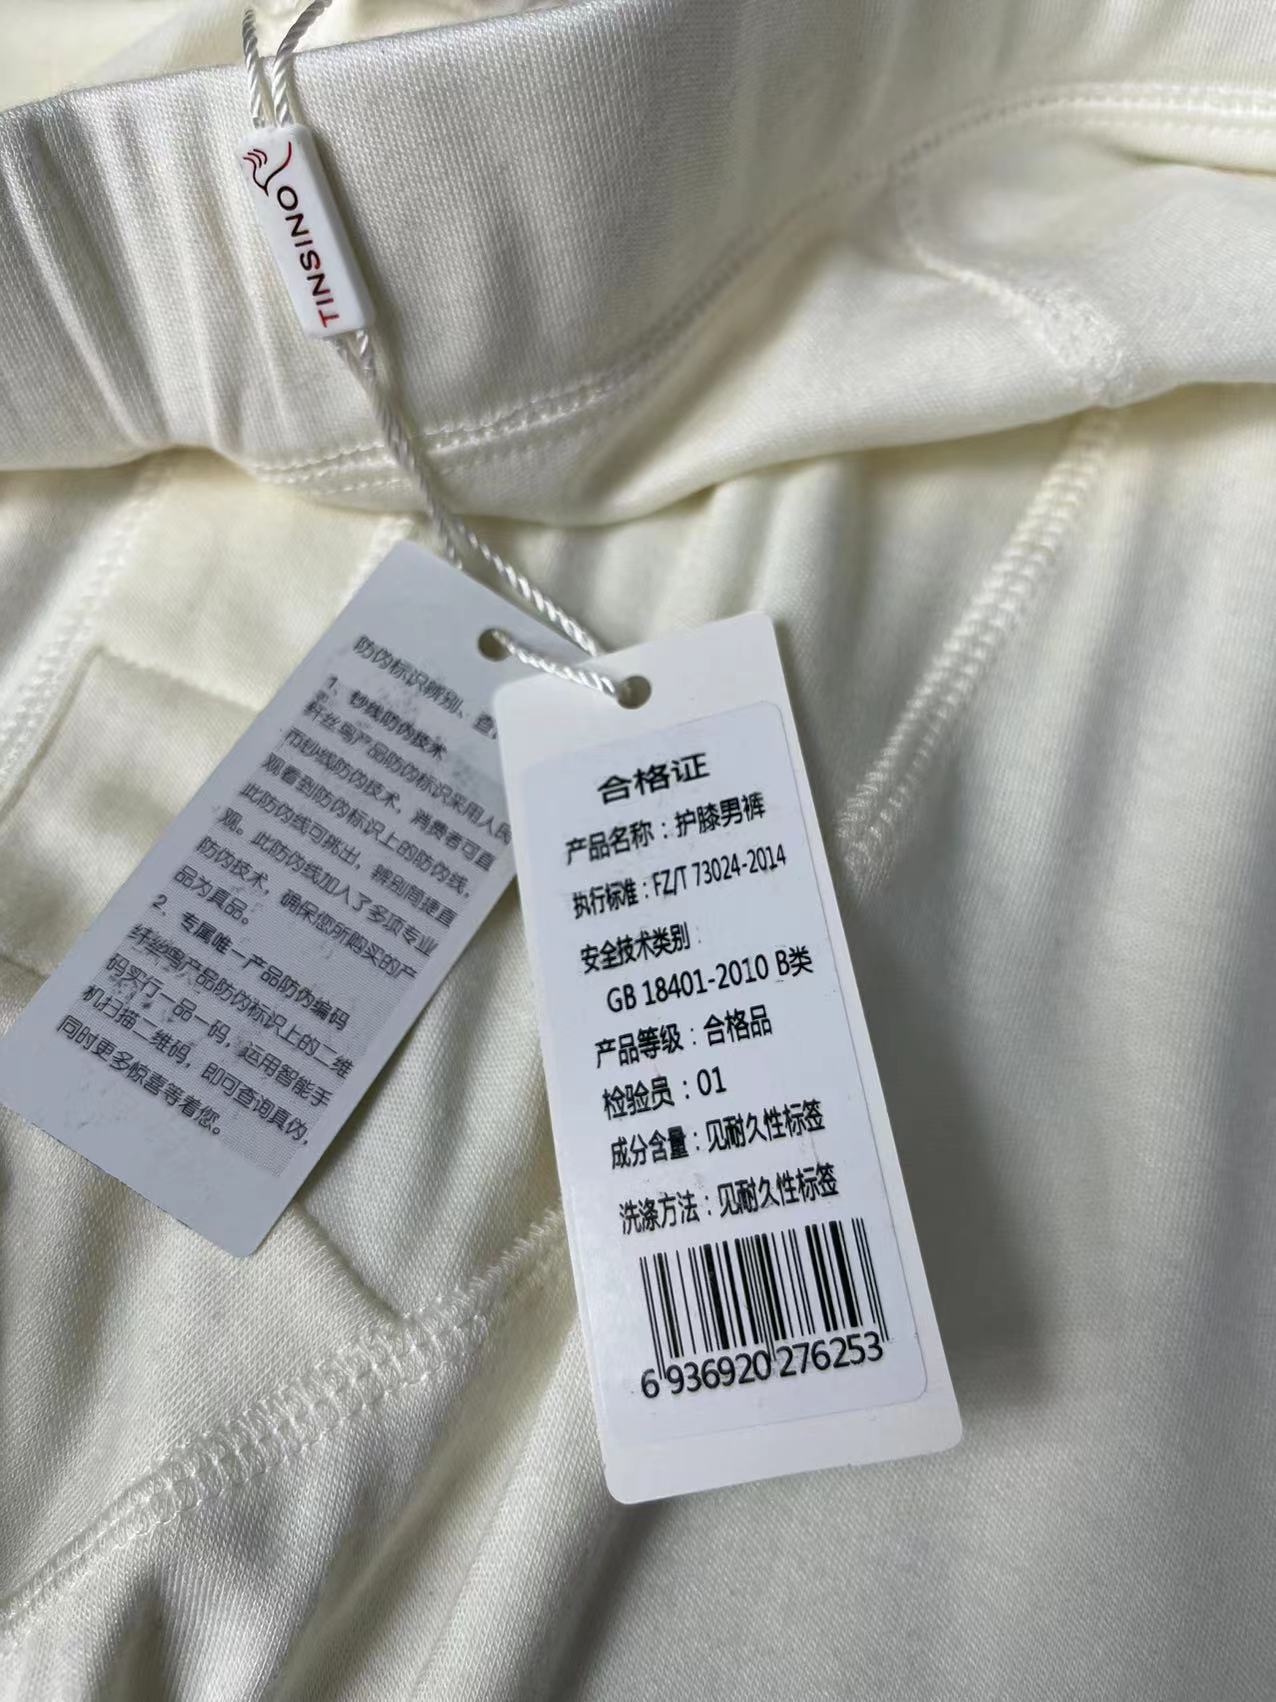 TINSINO
防伪标识辨别、查
1、钞线防伪技术
纤丝鸟产品防伪标识采用人民
币钞线防伪技术，消费者可直
观看到防伪标识上的防伪线，
此防伪线可挑出，辨别简捷直
观。此防伪线加入了多项专业
防伪技术，确保您所购买的产
品为真品。
2、专属唯一产品防伪编码
纤丝鸟产品防伪标识上的二维
码实行一品一码，运用智能手
机扫描二维码，即可查询真伪，
同时更多惊喜等着您。
合格证
产品名称：护膝男裤
执行标准：FZ/T 73024-2014
安全技术类别：
GB 18401-2010 B类
产品等级：合格品
检验员：01
成分含量：见耐久性标签
洗涤方法：见耐久性标签
6 936920 276253